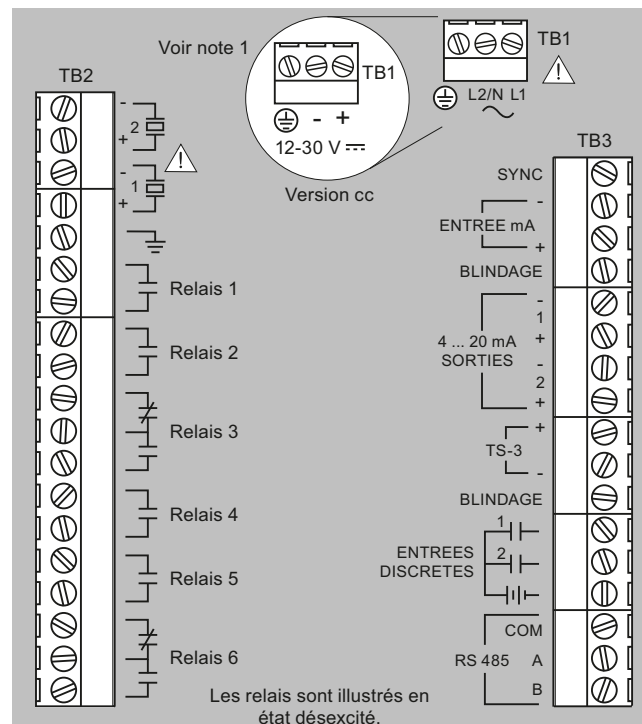 Voir note 1
TB1
12-30 V
- +
Version cc
TB1
L2/N L1
TB2
-
2
+
-
1
+
Relais 1
Relais 2
Relais 3
Relais 4
Relais 5
Relais 6
TB3
SYNC
-
ENTREE mA
+
BLINDAGE
-
1
+
4 ... 20 mA
SORTIES
-
2
+
+
TS-3
-
BLINDAGE
1
2
ENTREES
DISCRETES
COM
RS 485 A
B
Les relais sont illustrés en
état désexcité.